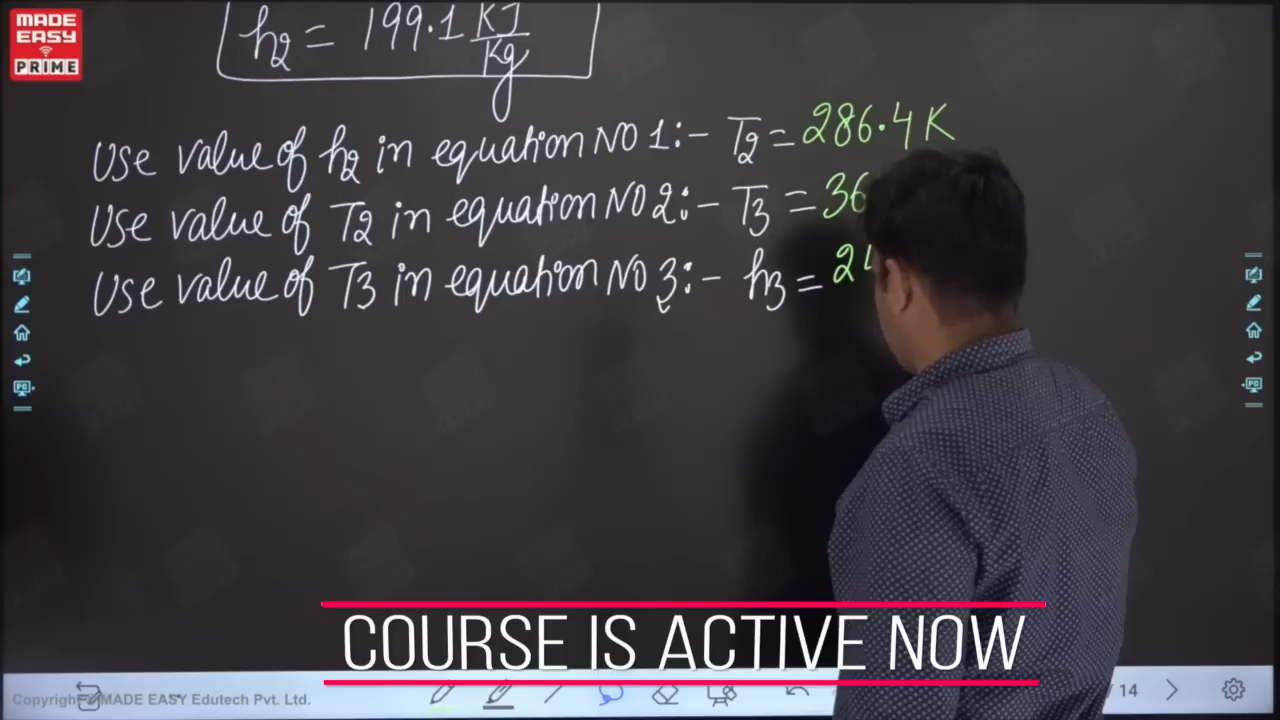 MADE
EASY
PRIME
h2 = 199.1 KJ/Kg
Use value of h2 in equation NO 1:- T2 = 286.4 K
Use value of T2 in equation NO 2:- T3 = 36
Use value of T3 in equation NO 3:- h3 = 24
COURSE IS ACTIVE NOW
Copyright MADE EASY Edutech Pvt. Ltd.
/ 14